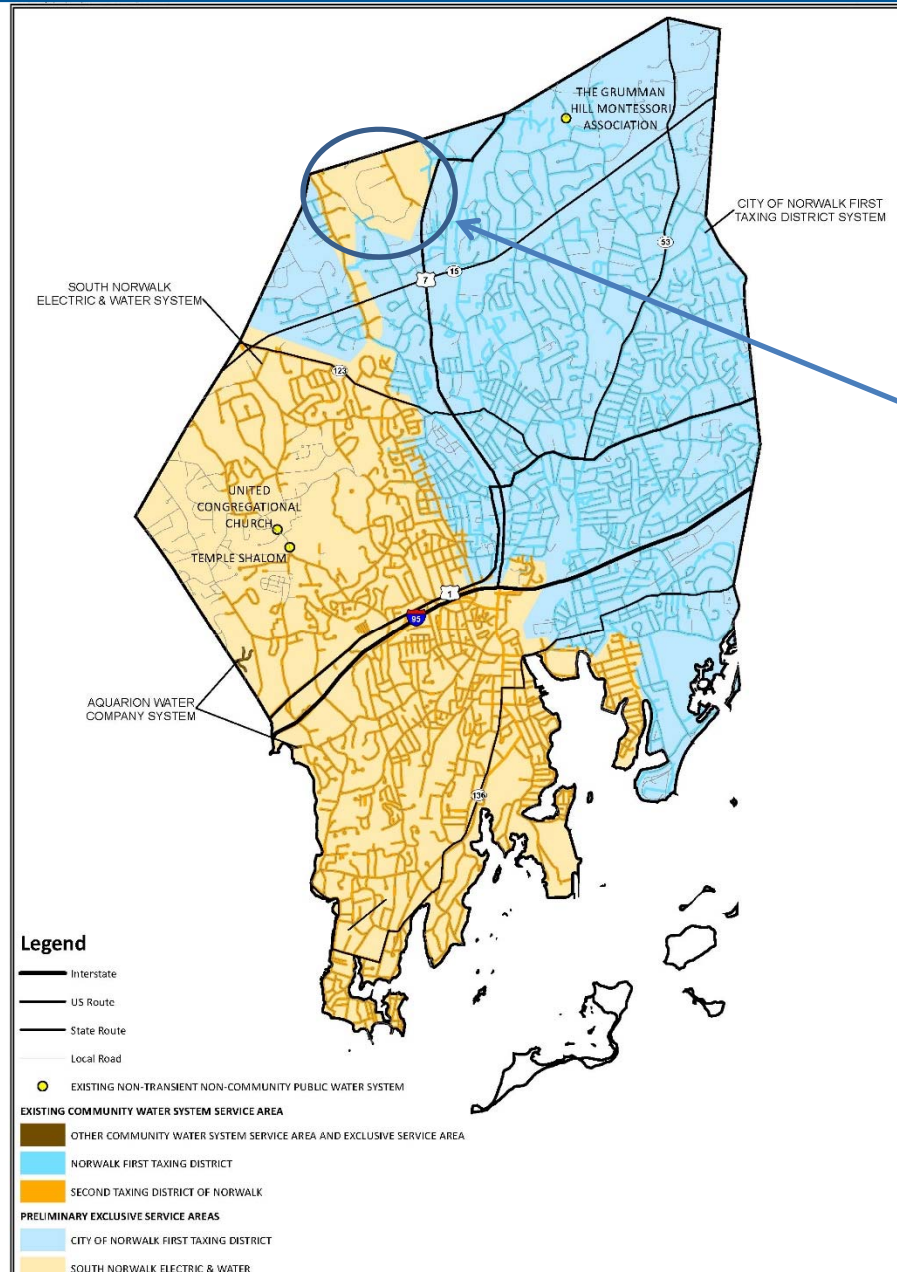 THE GRUMMAN
HILL MONTESSORI
ASSOCIATION
CITY OF NORWALK FIRST
TAXING DISTRICT SYSTEM
53
15
7
SOUTH NORWALK
ELECTRIC & WATER
SYSTEM
123
UNITED
CONGREGATIONAL
CHURCH
TEMPLE SHALOM
1
95
AQUARION WATER
COMPANY SYSTEM
136
Legend
Interstate
US Route
State Route
Local Road
EXISTING NON-TRANSIENT NON-COMMUNITY PUBLIC WATER SYSTEM
EXISTING COMMUNITY WATER SYSTEM SERVICE AREA
OTHER COMMUNITY WATER SYSTEM SERVICE AREA AND EXCLUSIVE SERVICE AREA
NORWALK FIRST TAXING DISTRICT
SECOND TAXING DISTRICT OF NORWALK
PRELIMINARY EXCLUSIVE SERVICE AREAS
CITY OF NORWALK FIRST TAXING DISTRICT
SOUTH NORWALK ELECTRIC & WATER